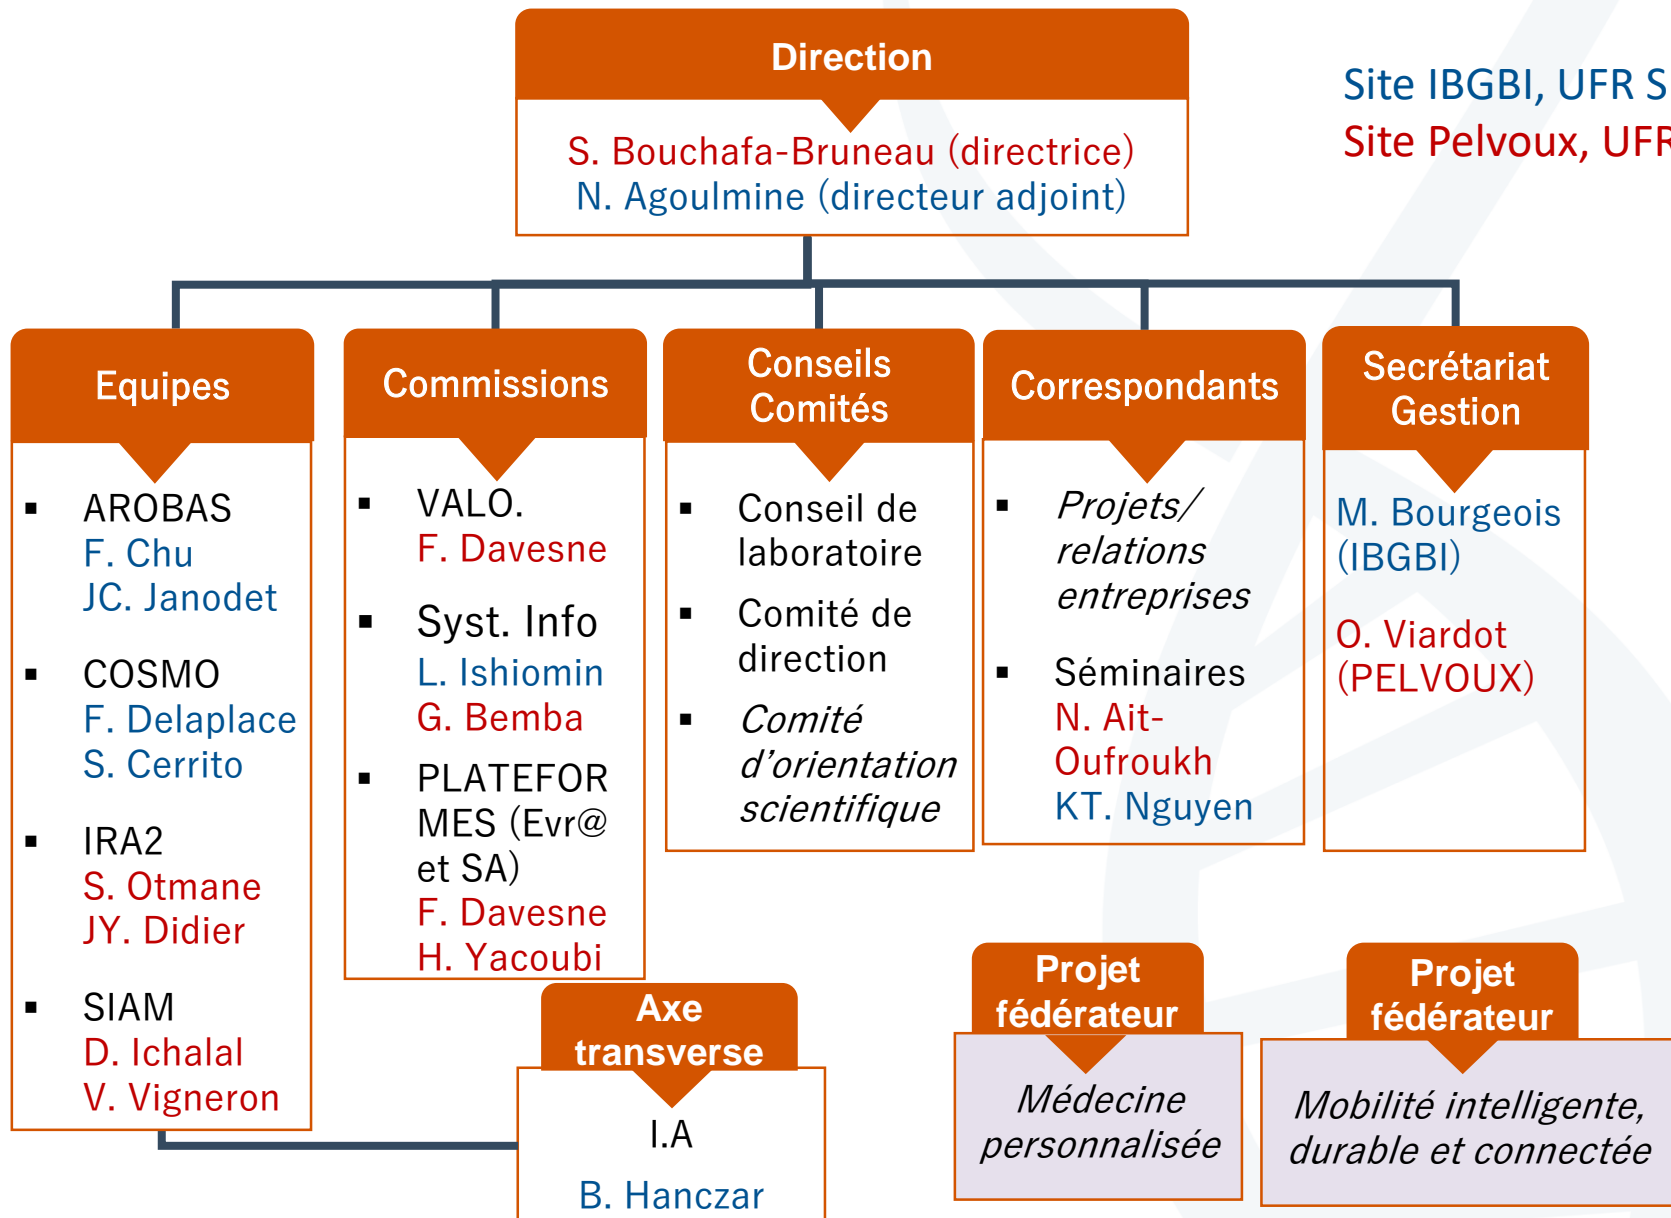 Direction
S. Bouchafa-Bruneau (directrice)
N. Agoulmine (directeur adjoint)
Site IBGBI, UFR S
Site Pelvoux, UFR
Equipes
▪ AROBAS
F. Chu
JC. Janodet
▪ COSMO
F. Delaplace
S. Cerrito
▪ IRA2
S. Otmane
JY. Didier
▪ SIAM
D. Ichalal
V. Vigneron
Commissions
▪ VALO.
F. Davesne
▪ Syst. Info
L. Ishiomin
G. Bemba
▪ PLATEFOR
MES (Evr@
et SA)
F. Davesne
H. Yacoubi
Conseils
Comités
▪ Conseil de
laboratoire
▪ Comité de
direction
▪ Comité
d'orientation
scientifique
Correspondants
▪ Projets/
relations
entreprises
▪ Séminaires
N. Ait-
Oufroukh
KT. Nguyen
Secrétariat
Gestion
M. Bourgeois
(IBGBI)
O. Viardot
(PELVOUX)
Axe
transverse
I.A
B. Hanczar
Projet
fédérateur
Médecine
personnalisée
Projet
fédérateur
Mobilité intelligente,
durable et connectée